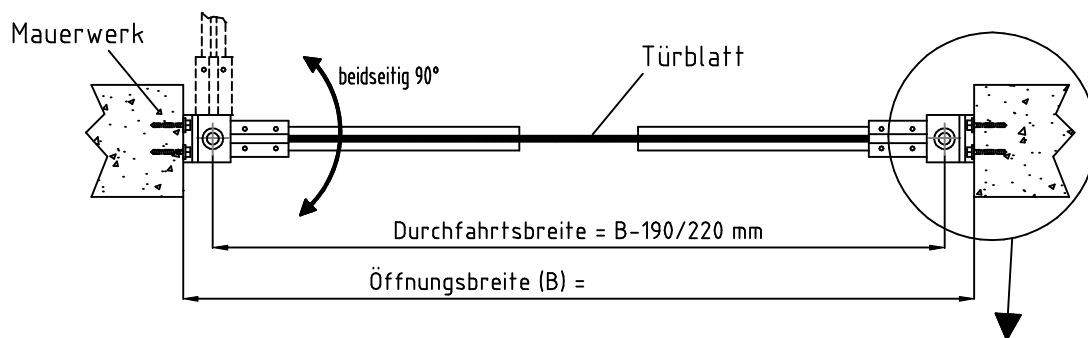 Mauerwerk
beidseitig 90°
Türblatt
Durchfahrtsbreite = B-190/220 mm
Öffnungsbreite (B) =